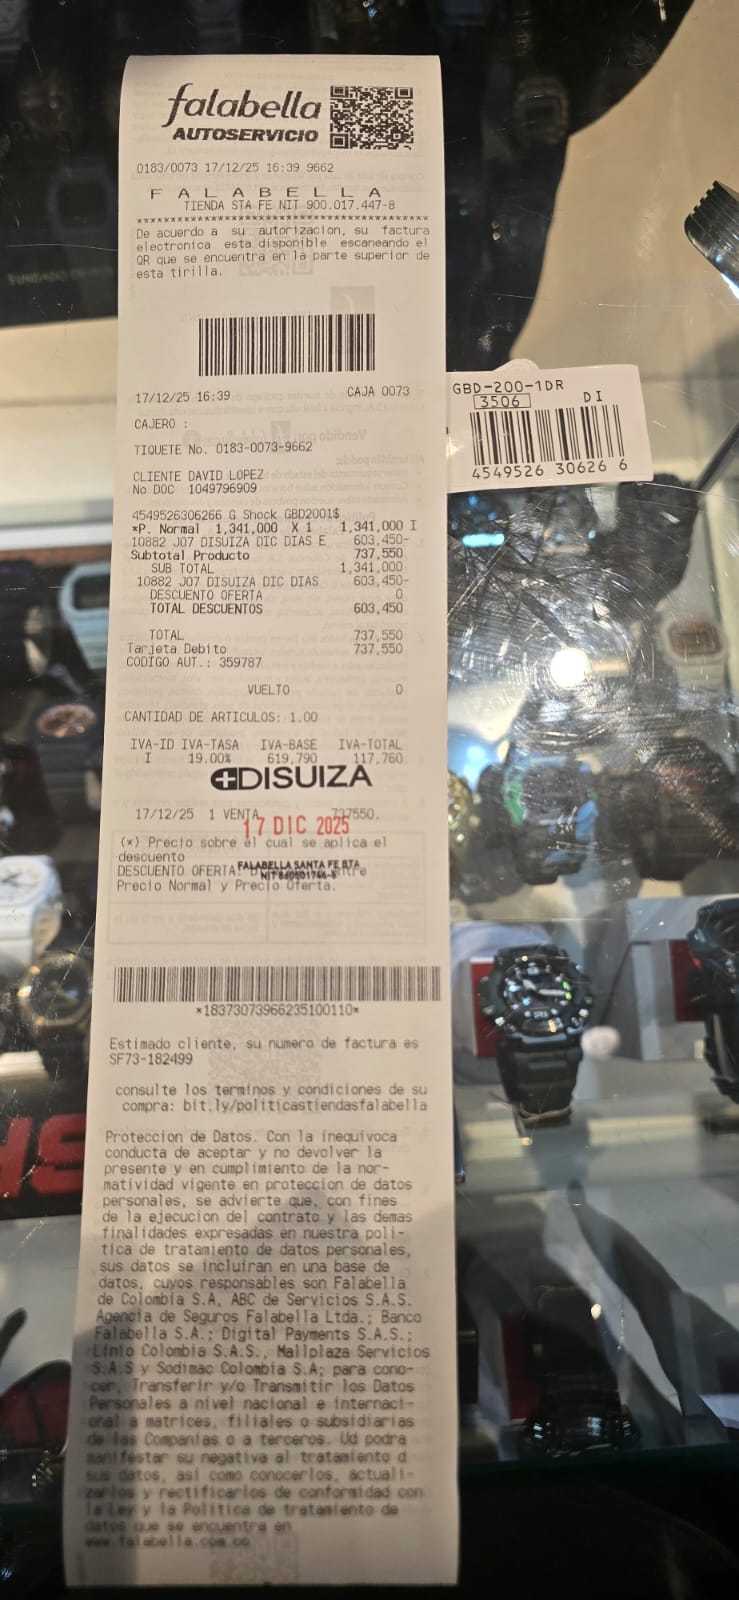 falabella
AUTOSERVICIO
0183/0073 17/12/25 16:39 9662
F A L A B E L L A
TIENDA STA FE NIT 900.017.447-8
****************************************************
De acuerdo a su autorizacion, su factura
electronica esta disponible escaneando el
QR que se encuentra en la parte superior de
esta tirilla.
17/12/25 16:39 CAJA 0073
CAJERO :
TIQUETE No. 0183-0073-9662
CLIENTE DAVID LOPEZ
No DOC 1049796909
4549526306266 G Shock GBD2001$
*P. Normal 1,341,000 X 1 1,341,000 I
10882 J07 DISUIZA DIC DIAS E 603,450-
Subtotal Producto 737,550
SUB TOTAL 1,341,000
10882 J07 DISUIZA DIC DIAS 603,450-
DESCUENTO OFERTA 0
TOTAL DESCUENTOS 603,450
TOTAL 737,550
Tarjeta Debito 737,550
CODIGO AUT.: 359787
VUELTO 0
CANTIDAD DE ARTICULOS: 1.00
IVA-ID IVA-TASA IVA-BASE IVA-TOTAL
I 19.00% 619,790 117,760
DISUIZA
17/12/25 1 VENTA 737550.
17 DIC 2025
(*) Precio sobre el cual se aplica el
descuento
DESCUENTO OFERTA: entre
FALABELLA SANTA FE BTA
Precio Normal y Precio Oferta.
*18373073966235100110*
Estimado cliente, su numero de factura es
SF73-182499
consulte los terminos y condiciones de su
compra: bit.ly/politicastiendasfalabella
Proteccion de Datos. Con la inequivoca
conducta de aceptar y no devolver la
presente y en cumplimiento de la nor-
matividad vigente en proteccion de datos
personales, se advierte que, con fines
de la ejecucion del contrato y las demas
finalidades expresadas en nuestra poli-
tica de tratamiento de datos personales,
sus datos se incluiran en una base de
datos, cuyos responsables son Falabella
de Colombia S.A, ABC de Servicios S.A.S.
Agencia de Seguros Falabella Ltda.; Banco
Falabella S.A.; Digital Payments S.A.S.;
Linio Colombia S.A.S., Mallplaza Servicios
S.A.S y Sodimac Colombia S.A; para cono-
cer, Transferir y/o Transmitir los Datos
Personales a nivel nacional e internaci-
onal a matrices, filiales o subsidiarias
de las Companias o a terceros. Ud podra
manifestar su negativa al tratamiento d
sus datos, asi como conocerlos, actuali-
zarlos y rectificarlos de conformidad con
la Ley y la Politica de tratamiento de
datos que se encuentra en
www.falabella.com.co
GBD-200-1DR
3506 DI
4549526 30626 6